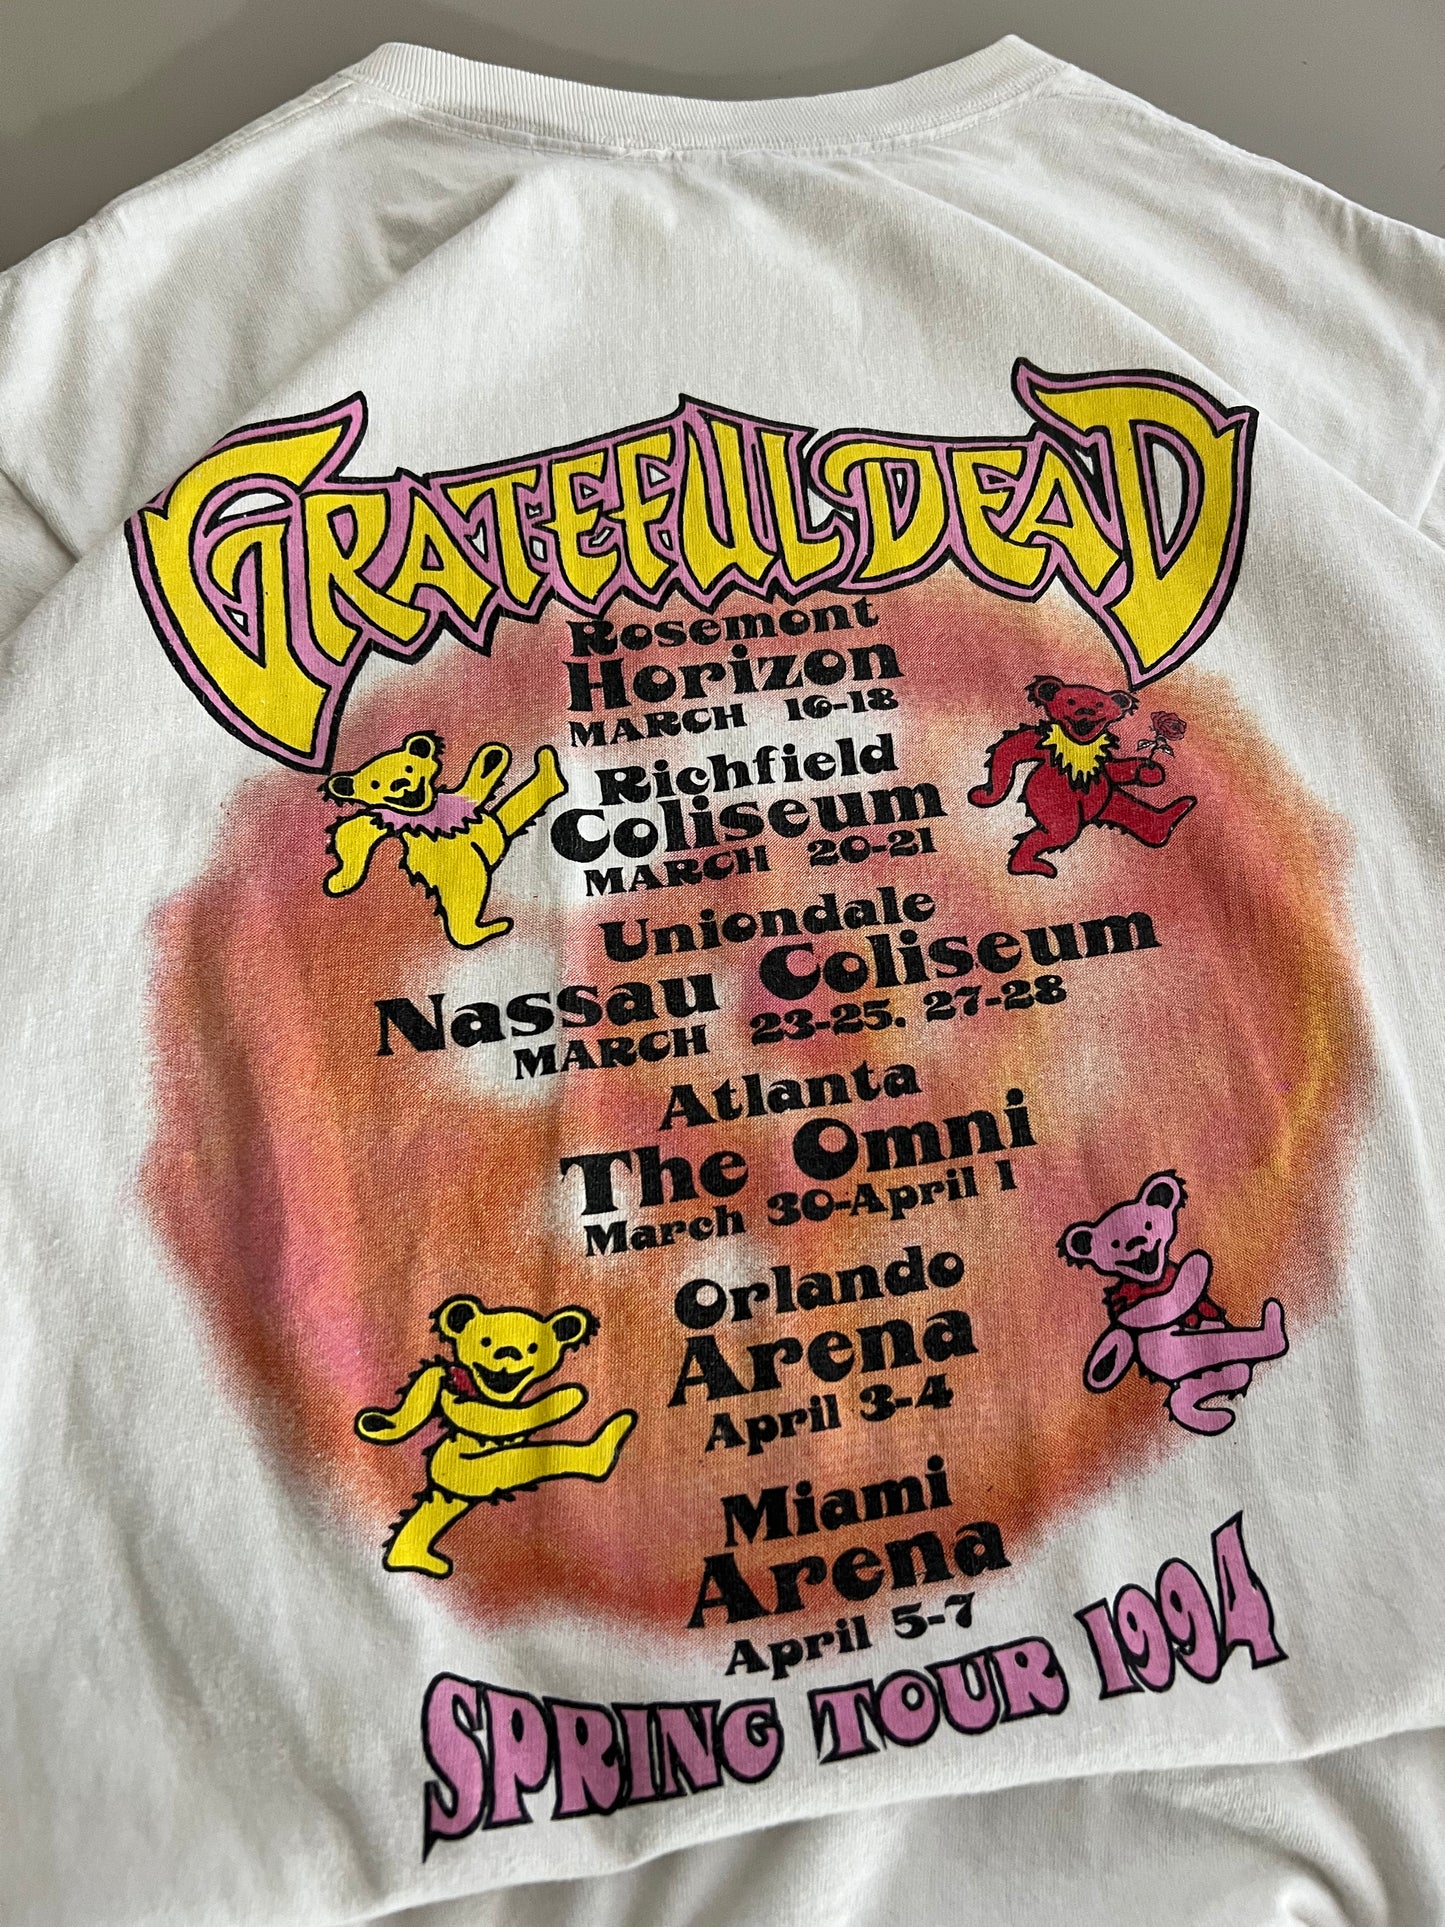 GRATEFUL DEAD
Rosemont
Horizon
MARCH 16-18
Richfield
Coliseum
MARCH 20-21
Uniondale
Nassau Coliseum
MARCH 23-25. 27-28
Atlanta
The Omni
March 30-April 1
Orlando
Arena
April 3-4
Miami
Arena
April 5-7
SPRING TOUR 1994